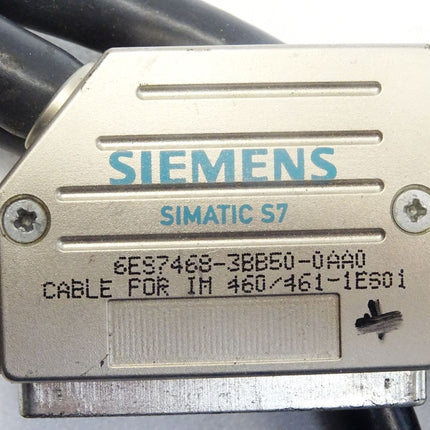 SIEMENS
SIMATIC S7
6ES7468-3BB50-0AA0
CABLE FOR IM 460/461-1ES01